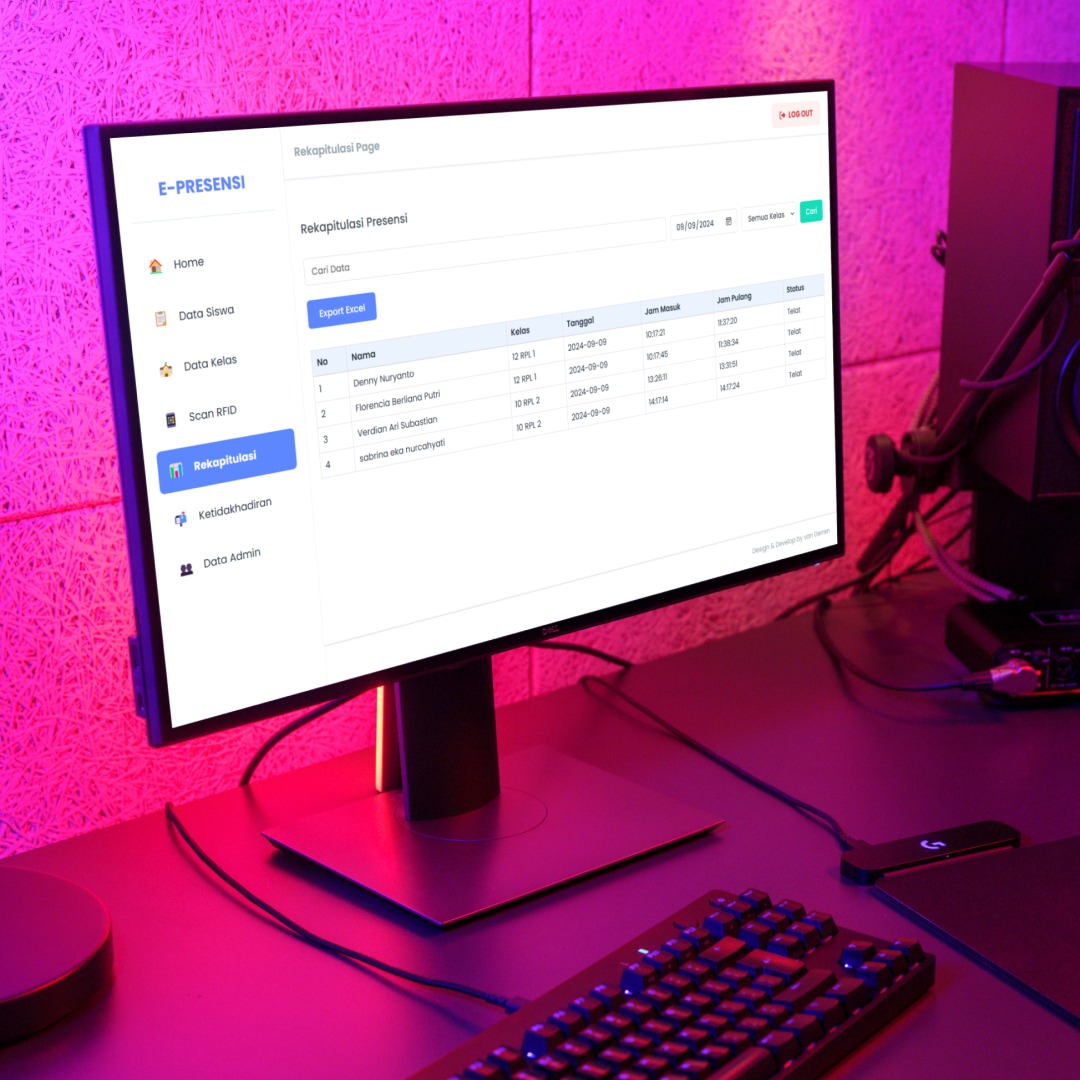 LOG OUT
Rekapitulasi Page
E-PRESENSI
Rekapitulasi Presensi
Cari Data
09/09/2024
Semua Kelas
Cari
Export Excel
Home
Data Siswa
Data Kelas
Scan RFID
Rekapitulasi
Ketidakhadiran
Data Admin
No Nama Kelas Tanggal Jam Masuk Jam Pulang Status
1 Denny Nuryanto 12 RPL 1 2024-09-09 10:17:21 11:37:20 Telat
2 Florencia Berliana Putri 12 RPL 1 2024-09-09 10:17:45 11:38:34 Telat
3 Verdian Ari Subastian 10 RPL 2 2024-09-09 13:26:11 13:31:51 Telat
4 sabrina eka nurcahyati 10 RPL 2 2024-09-09 14:17:14 14:17:24 Telat
Design & Develop by van Diemen
DELL
G